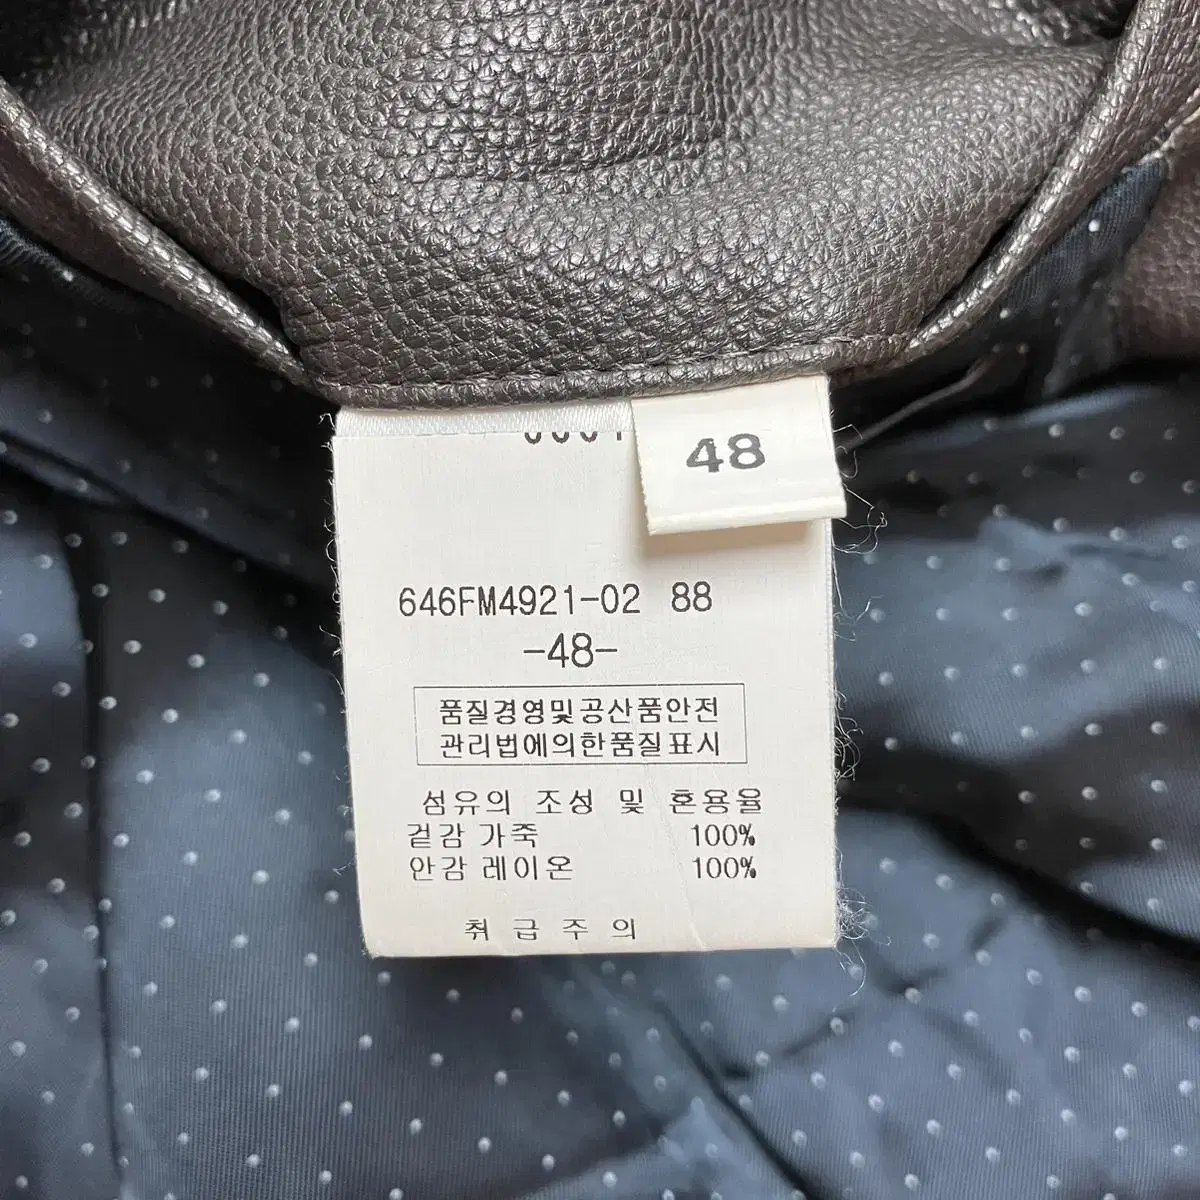 48
646FM4921-02 88
-48-
품질경영및공산품안전
관리법에의한품질표시
섬유의 조성 및 혼용율
겉감 가죽 100%
안감 레이온 100%
취급주의